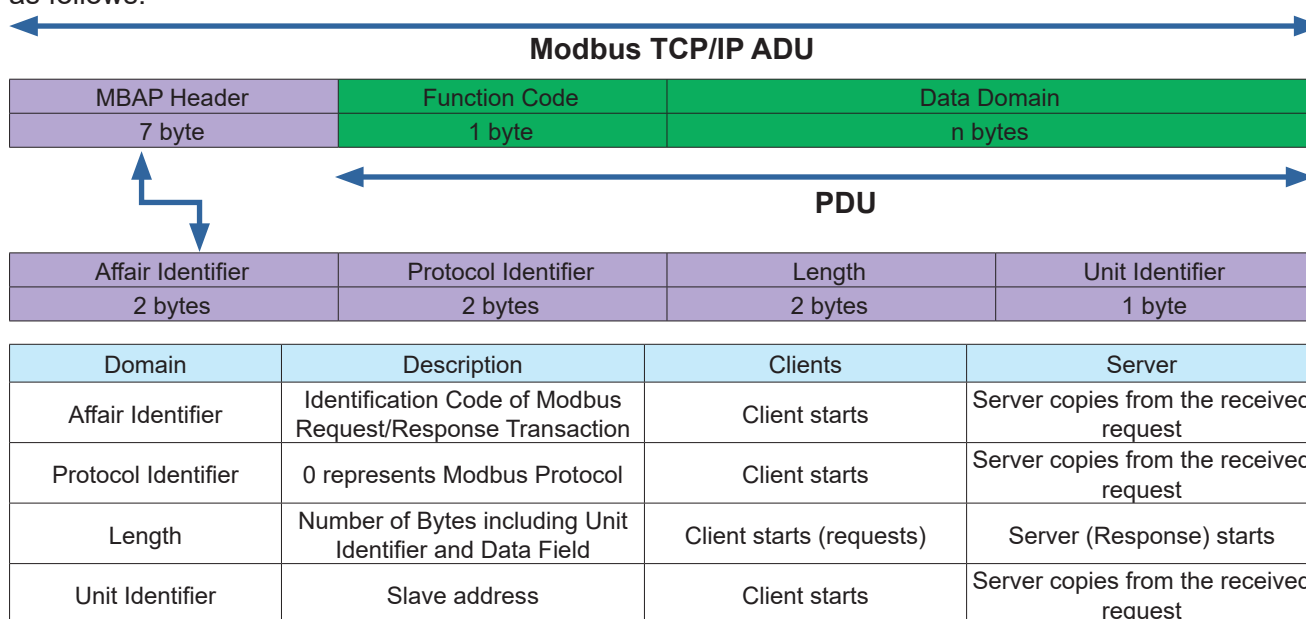 as follows:
Modbus TCP/IP ADU
MBAP Header Function Code Data Domain
7 byte 1 byte n bytes
PDU
Affair Identifier Protocol Identifier Length Unit Identifier
2 bytes 2 bytes 2 bytes 1 byte
Domain Description Clients Server
Affair Identifier Identification Code of Modbus Request/Response Transaction Client starts Server copies from the received request
Protocol Identifier 0 represents Modbus Protocol Client starts Server copies from the received request
Length Number of Bytes including Unit Identifier and Data Field Client starts (requests) Server (Response) starts
Unit Identifier Slave address Client starts Server copies from the received request